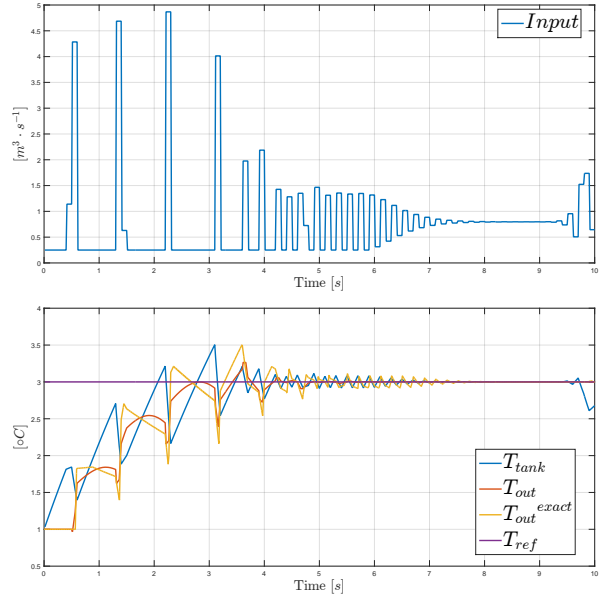 Input
5
4.5
4
3.5
3
2.5
2
1.5
1
0.5
0
[m³ · s⁻¹]
0 1 2 3 4 5 6 7 8 9 10
Time [s]
4
3.5
3
2.5
2
1.5
1
0.5
[∘C]
T_tank
T_out
T_out^exact
T_ref
0 1 2 3 4 5 6 7 8 9 10
Time [s]